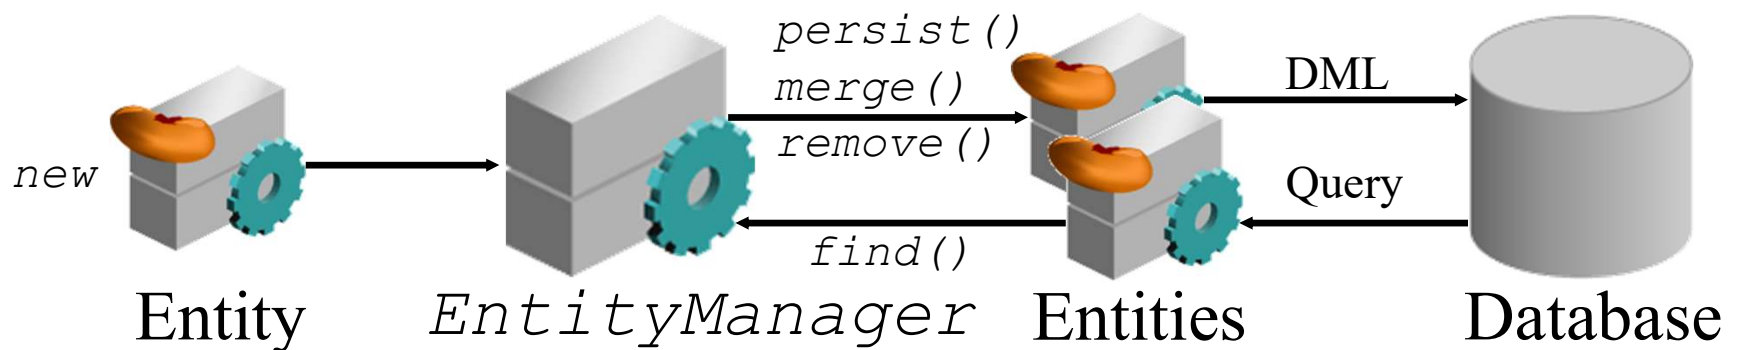 persist()
merge()
remove()
DML
new
Query
find()
Entity
EntityManager
Entities
Database